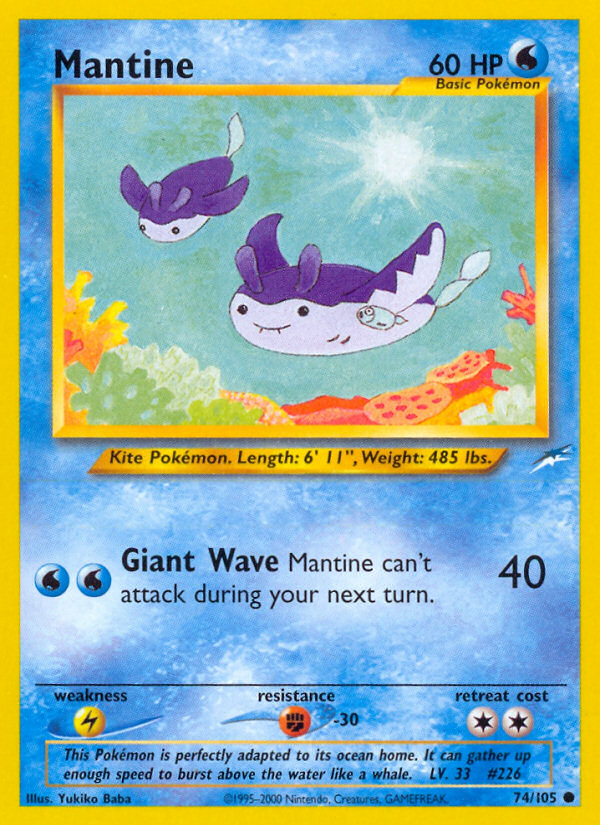 Mantine
60 HP
Basic Pokémon
Kite Pokémon. Length: 6' 11", Weight: 485 lbs.
Giant Wave Mantine can't
attack during your next turn.
40
weakness
resistance
retreat cost
-30
This Pokémon is perfectly adapted to its ocean home. It can gather up
enough speed to burst above the water like a whale. LV. 33 #226
Illus. Yukiko Baba
©1995-2000 Nintendo, Creatures, GAMEFREAK.
74/105